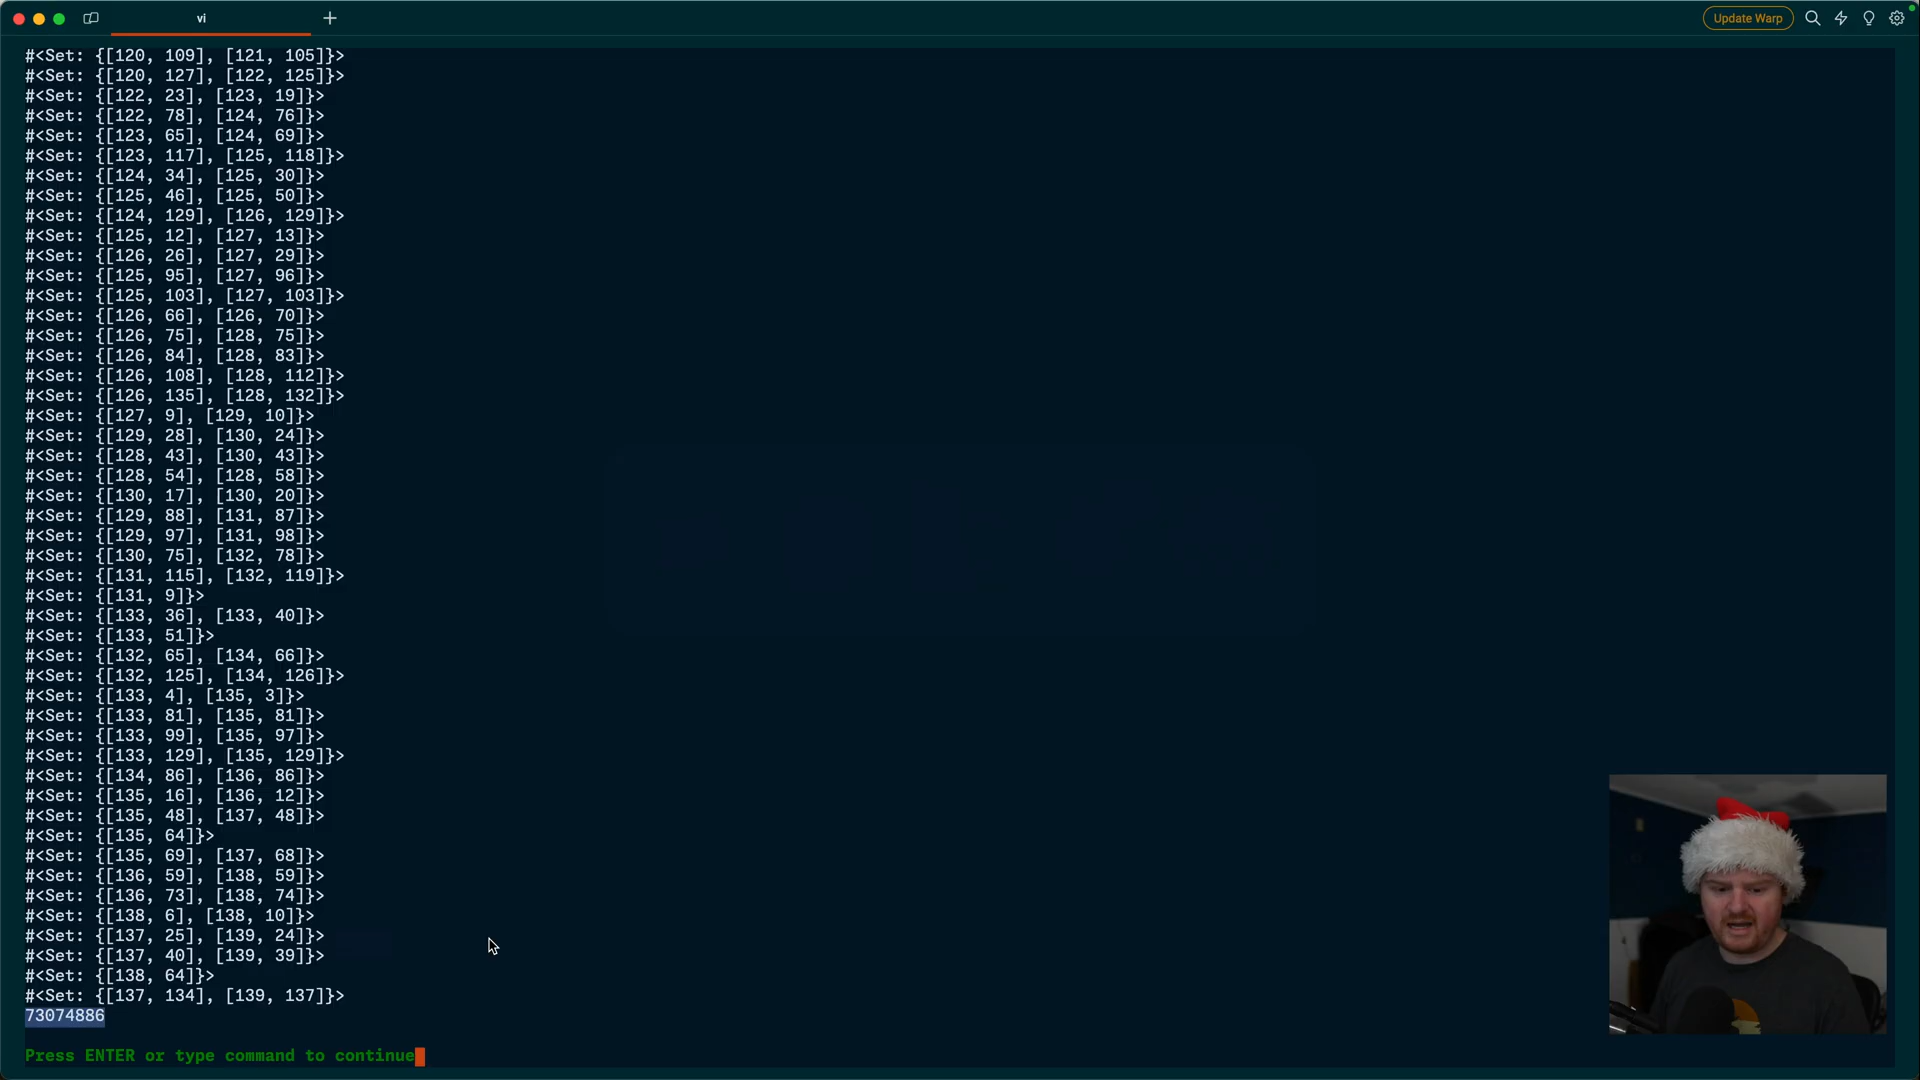 vi
Update Warp
#<Set: {[120, 109], [121, 105]}>
#<Set: {[120, 127], [122, 125]}>
#<Set: {[122, 23], [123, 19]}>
#<Set: {[122, 78], [124, 76]}>
#<Set: {[123, 65], [124, 69]}>
#<Set: {[123, 117], [125, 118]}>
#<Set: {[124, 34], [125, 30]}>
#<Set: {[125, 46], [125, 50]}>
#<Set: {[124, 129], [126, 129]}>
#<Set: {[125, 12], [127, 13]}>
#<Set: {[126, 26], [127, 29]}>
#<Set: {[125, 95], [127, 96]}>
#<Set: {[125, 103], [127, 103]}>
#<Set: {[126, 66], [126, 70]}>
#<Set: {[126, 75], [128, 75]}>
#<Set: {[126, 84], [128, 83]}>
#<Set: {[126, 108], [128, 112]}>
#<Set: {[126, 135], [128, 132]}>
#<Set: {[127, 9], [129, 10]}>
#<Set: {[129, 28], [130, 24]}>
#<Set: {[128, 43], [130, 43]}>
#<Set: {[128, 54], [128, 58]}>
#<Set: {[130, 17], [130, 20]}>
#<Set: {[129, 88], [131, 87]}>
#<Set: {[129, 97], [131, 98]}>
#<Set: {[130, 75], [132, 78]}>
#<Set: {[131, 115], [132, 119]}>
#<Set: {[131, 9]}>
#<Set: {[133, 36], [133, 40]}>
#<Set: {[133, 51]}>
#<Set: {[132, 65], [134, 66]}>
#<Set: {[132, 125], [134, 126]}>
#<Set: {[133, 4], [135, 3]}>
#<Set: {[133, 81], [135, 81]}>
#<Set: {[133, 99], [135, 97]}>
#<Set: {[133, 129], [135, 129]}>
#<Set: {[134, 86], [136, 86]}>
#<Set: {[135, 16], [136, 12]}>
#<Set: {[135, 48], [137, 48]}>
#<Set: {[135, 64]}>
#<Set: {[135, 69], [137, 68]}>
#<Set: {[136, 59], [138, 59]}>
#<Set: {[136, 73], [138, 74]}>
#<Set: {[138, 6], [138, 10]}>
#<Set: {[137, 25], [139, 24]}>
#<Set: {[137, 40], [139, 39]}>
#<Set: {[138, 64]}>
#<Set: {[137, 134], [139, 137]}>
73074886
Press ENTER or type command to continue